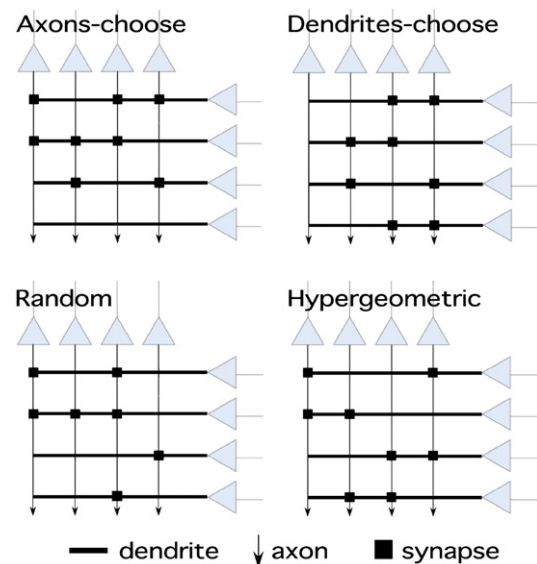 Axons-choose Dendrites-choose
Random Hypergeometric
dendrite axon synapse